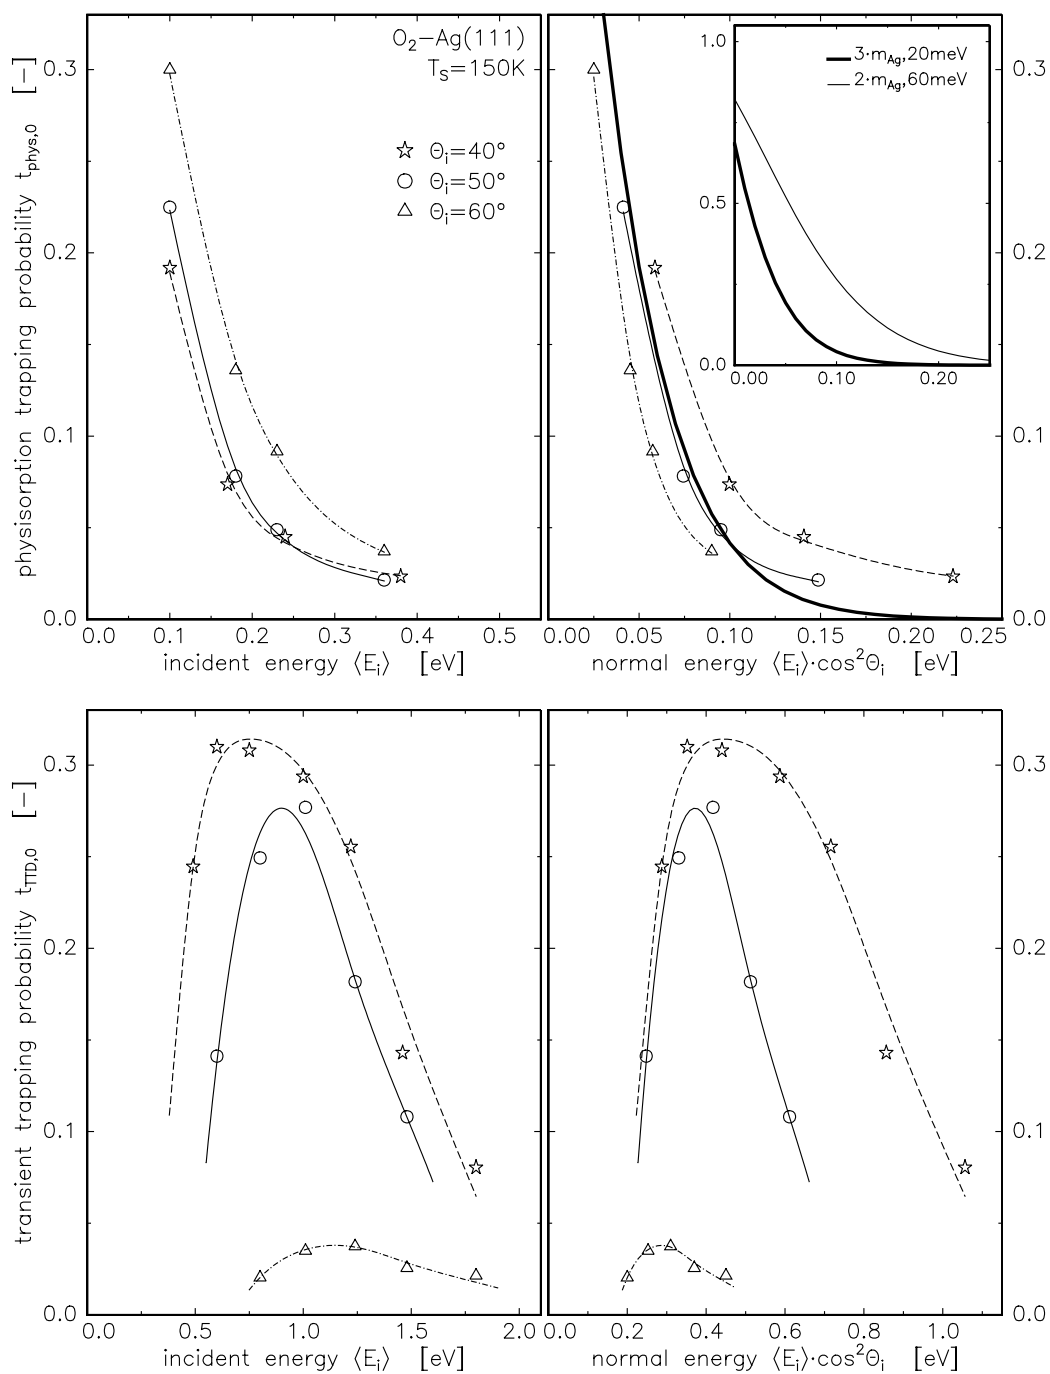 O2−Ag(111)
TS=150K
Θi=40°
Θi=50°
Θi=60°
physisorption trapping probability tphys,0 [−]
0.3
0.2
0.1
0.0
0.0 0.1 0.2 0.3 0.4 0.5
incident energy ⟨Ei⟩ [eV]
3·mAg,20meV
2·mAg,60meV
1.0
0.5
0.0
0.00 0.10 0.20
0.3
0.2
0.1
0.0
0.00 0.05 0.10 0.15 0.20 0.25
normal energy ⟨Ei⟩·cos²Θi [eV]
transient trapping probability tTTD,0 [−]
0.3
0.2
0.1
0.0
0.0 0.5 1.0 1.5 2.0
incident energy ⟨Ei⟩ [eV]
0.3
0.2
0.1
0.0
0.0 0.2 0.4 0.6 0.8 1.0
normal energy ⟨Ei⟩·cos²Θi [eV]